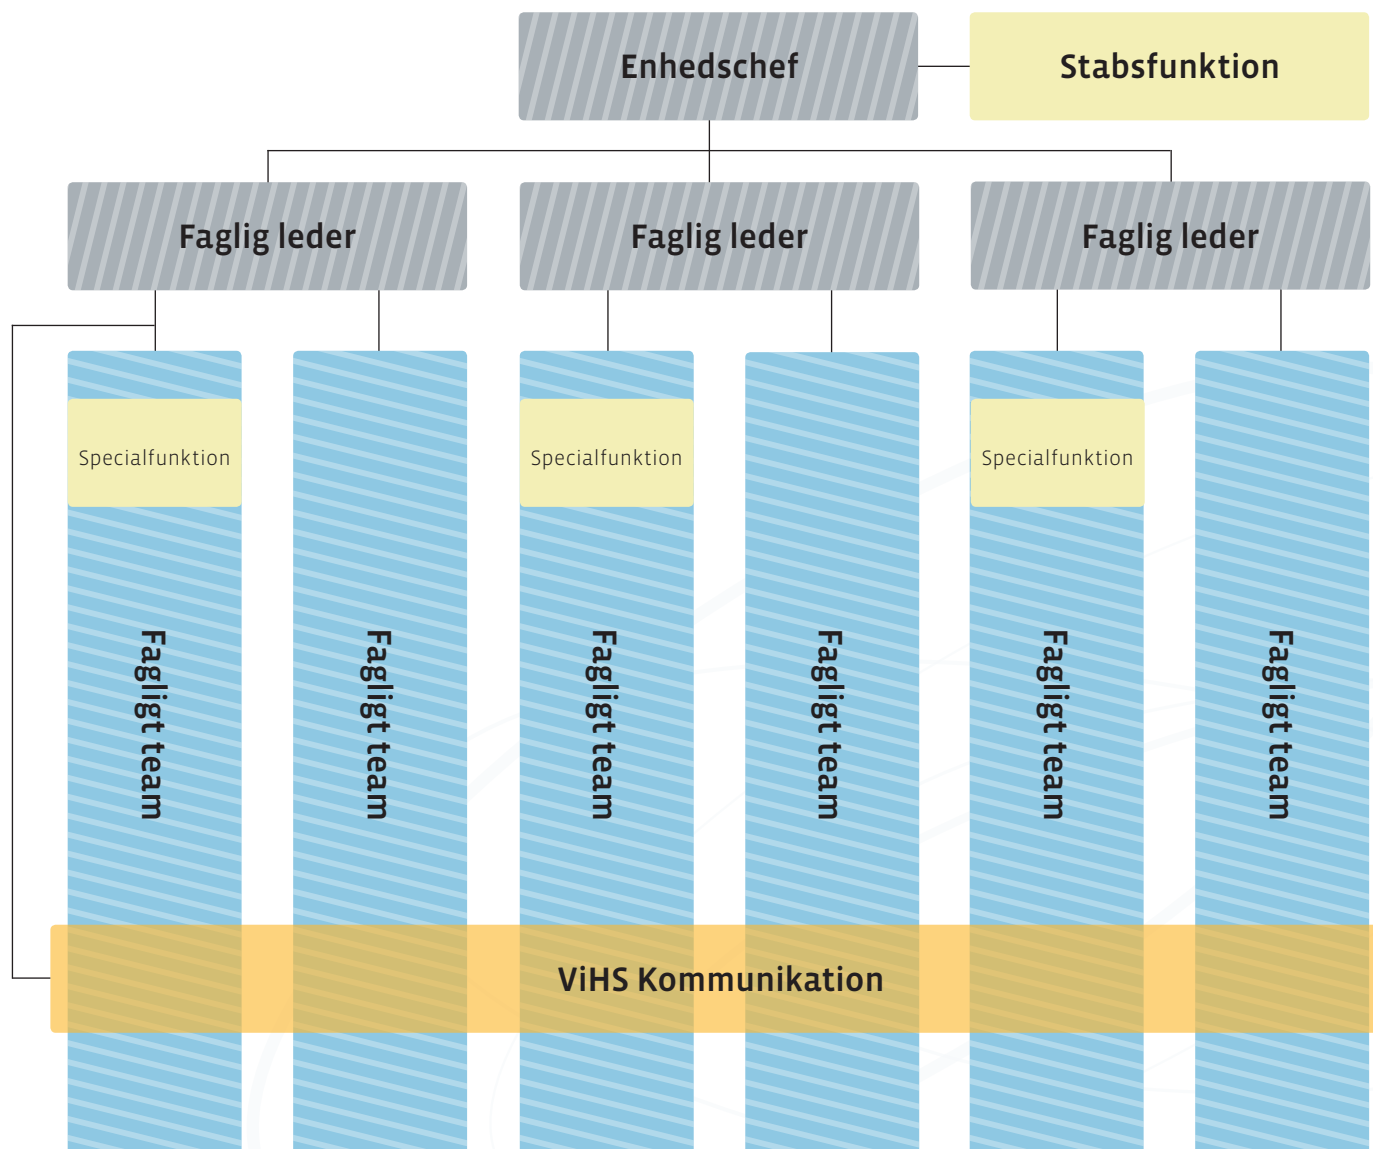 Enhedschef
Stabsfunktion
Faglig leder
Faglig leder
Faglig leder
Specialfunktion
Specialfunktion
Specialfunktion
Fagligt team
Fagligt team
Fagligt team
Fagligt team
Fagligt team
Fagligt team
ViHS Kommunikation